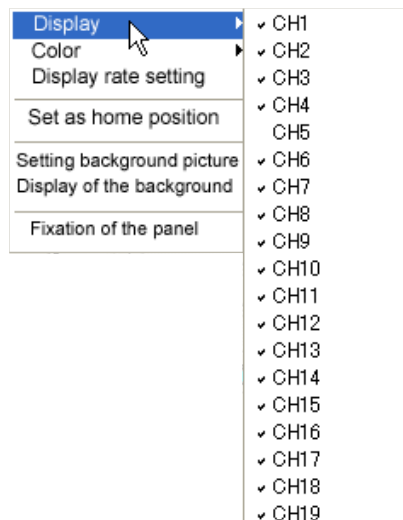 Display
Color
Display rate setting
Set as home position
Setting background picture
Display of the background
Fixation of the panel
CH1
CH2
CH3
CH4
CH5
CH6
CH7
CH8
CH9
CH10
CH11
CH12
CH13
CH14
CH15
CH16
CH17
CH18
CH19